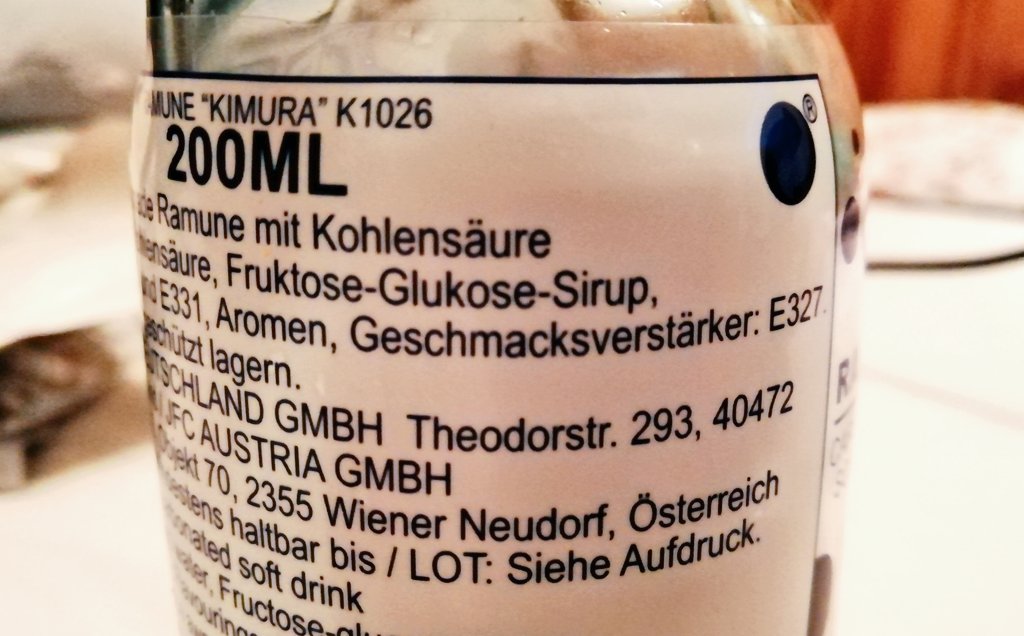 "KIMURA" K1026
®
200ML
Ramune mit Kohlensäure
Fruktose-Glukose-Sirup,
E331, Aromen, Geschmacksverstärker: E327.
lagern.
GMBH Theodorstr. 293, 40472
JFC AUSTRIA GMBH
70, 2355 Wiener Neudorf, Österreich
haltbar bis / LOT: Siehe Aufdruck.
soft drink